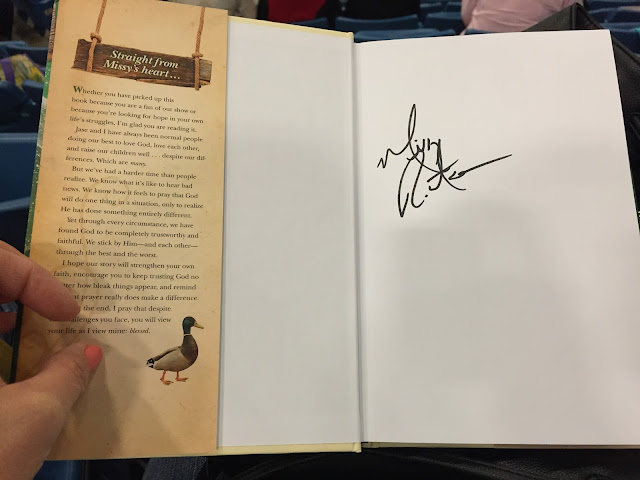 Straight from
Missy's heart...
Whether you have picked up this
book because you are a fan of our show or
because you're looking for hope in your own
life's struggles, I'm glad you are reading it.
Jase and I have always been normal people
doing our best to love God, love each other,
and raise our children well . . . despite our dif-
ferences. Which are many.
But we've had a harder time than people
realize. We know what it's like to hear bad
news. We know how it feels to pray that God
will do one thing in a situation, only to realize
He has done something entirely different.
Yet through every circumstance, we have
found God to be completely trustworthy and
faithful. We stick by Him—and each other—
through the best and the worst.
I hope our story will strengthen your own
faith, encourage you to keep trusting God no
how bleak things appear, and remind
prayer really does make a difference.
the end, I pray that despite
you face, you will view
your life as I view mine: blessed.
Missy